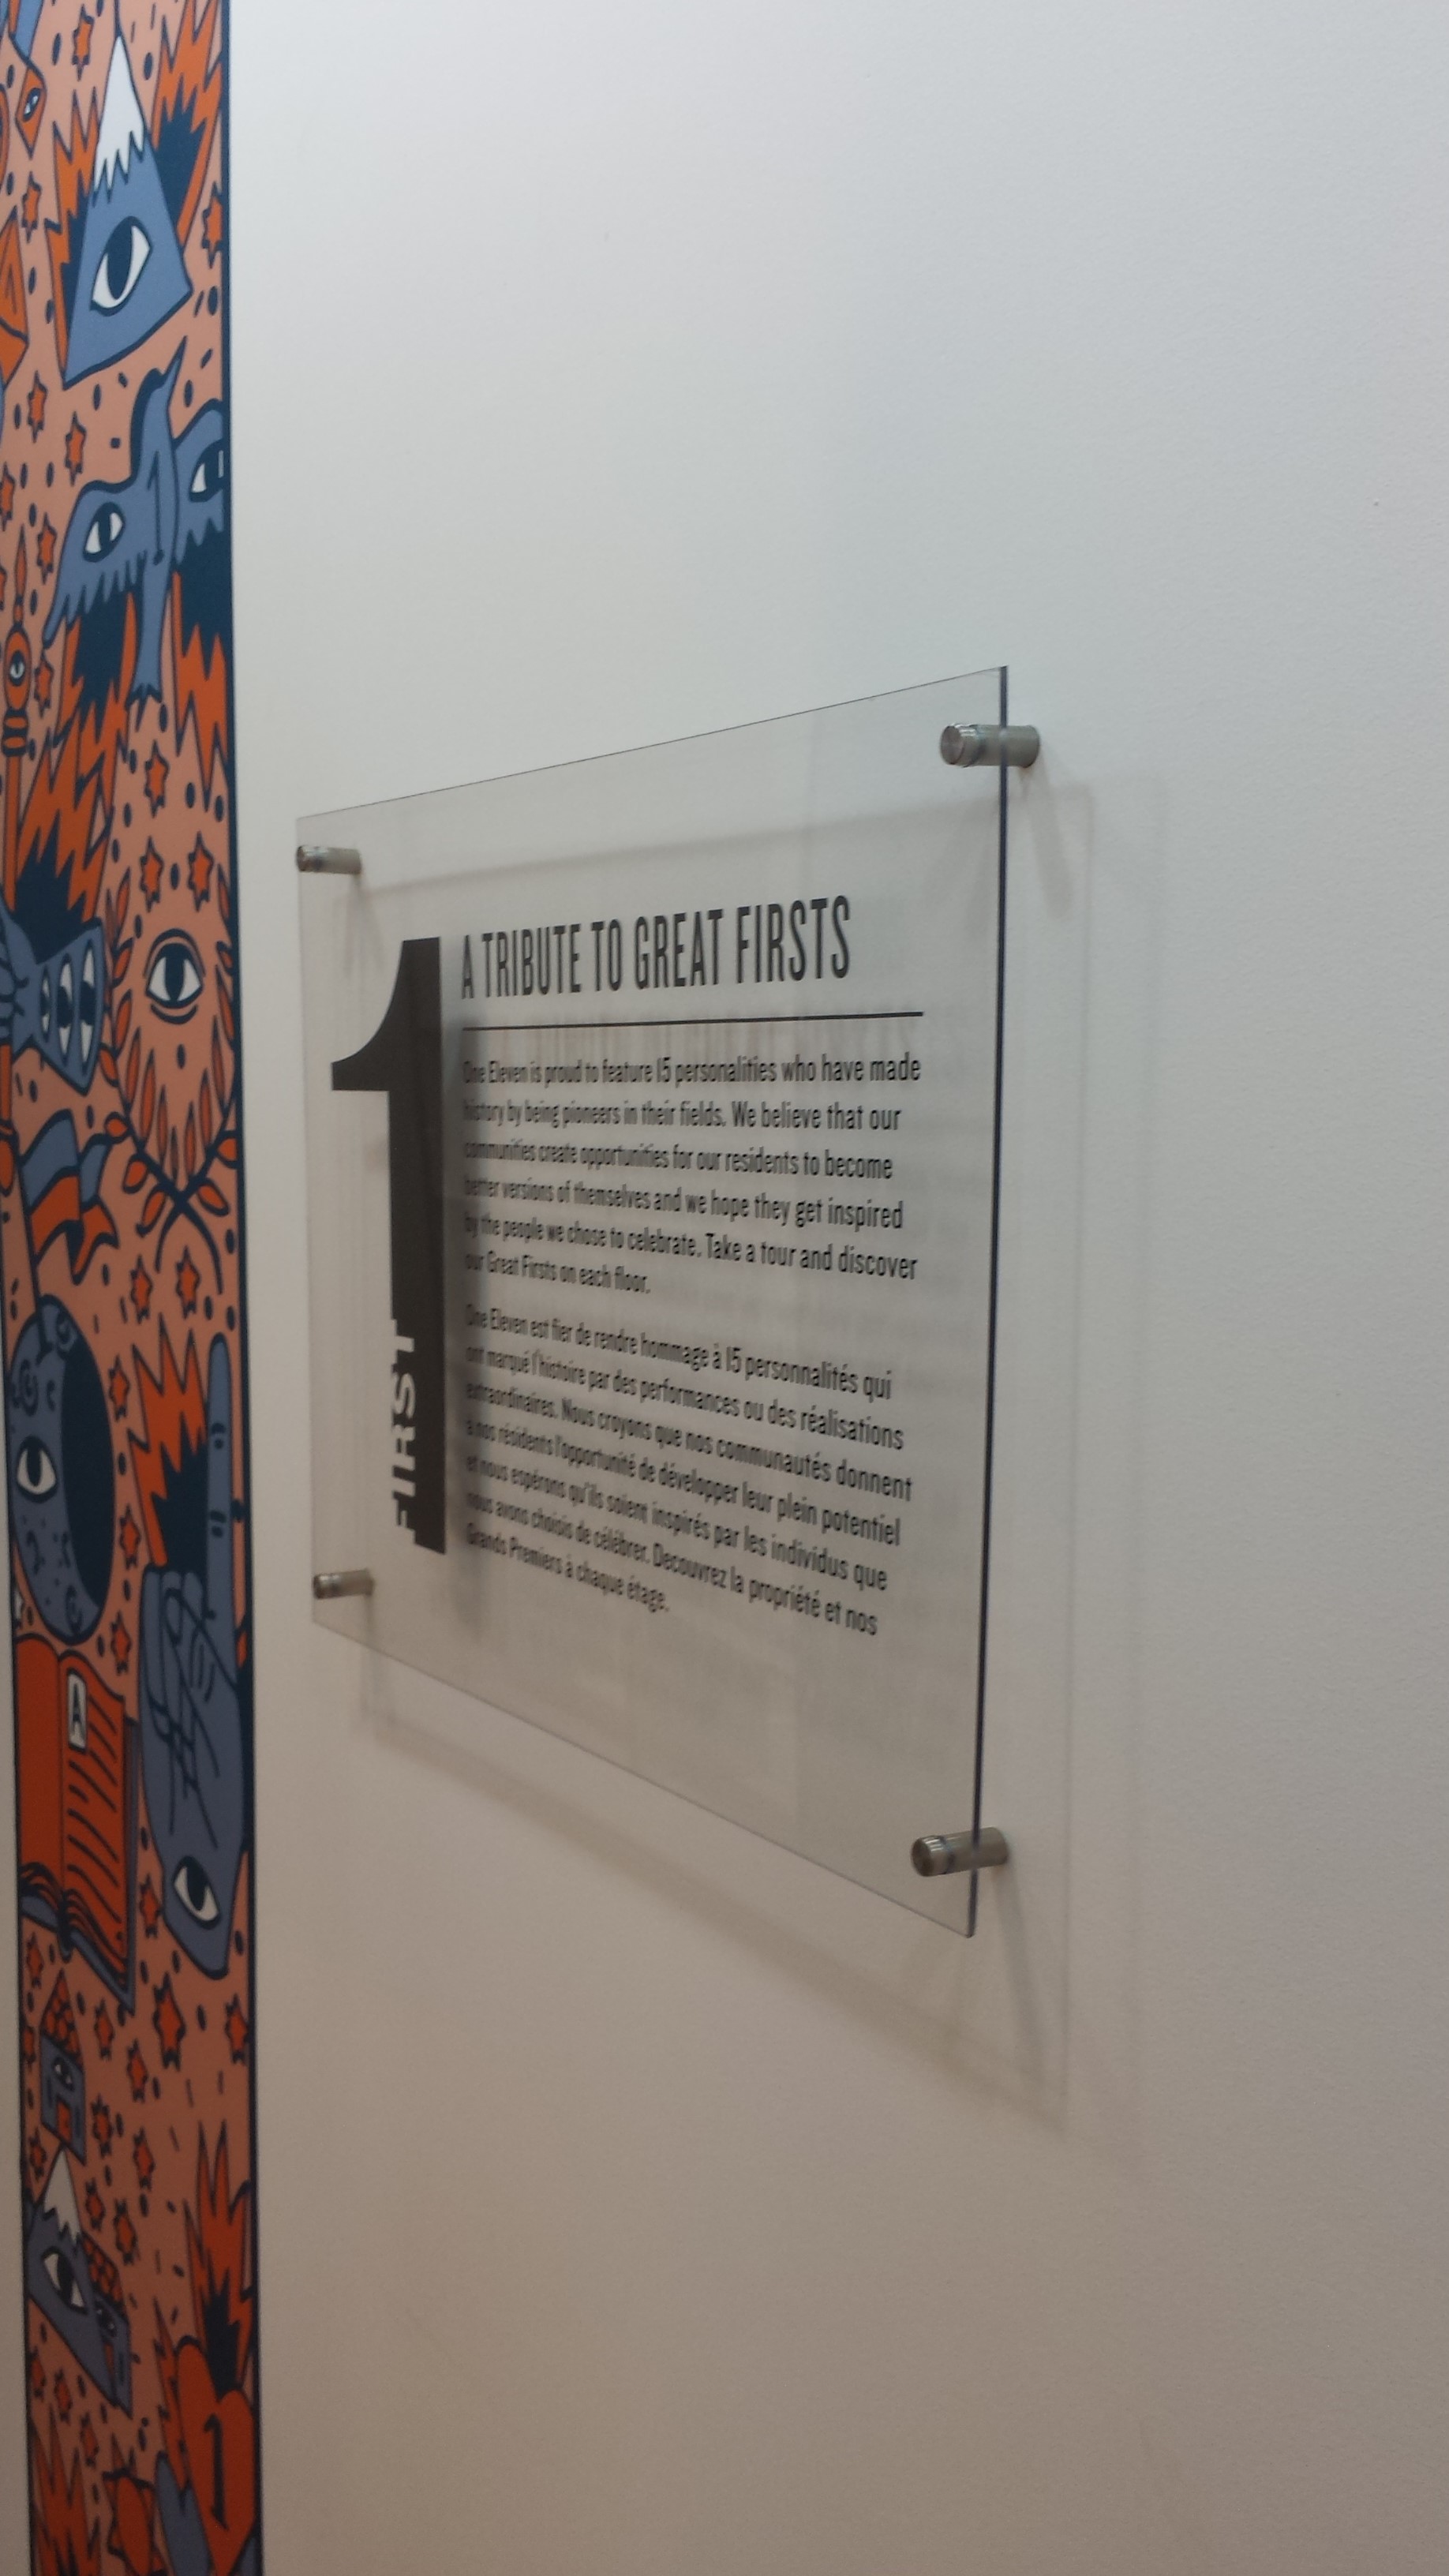 1
FIRST
A TRIBUTE TO GREAT FIRSTS
One Eleven is proud to feature 15 personalities who have made
history by being pioneers in their fields. We believe that our
communities create opportunities for our residents to become
better versions of themselves and we hope they get inspired
by the people we chose to celebrate. Take a tour and discover
our Great Firsts on each floor.
One Eleven est fier de rendre hommage à 15 personnalités qui
ont marqué l'histoire par des performances ou des réalisations
extraordinaires. Nous croyons que nos communautés donnent
à nos résidents l'opportunité de développer leur plein potentiel
et nous espérons qu'ils soient inspirés par les individus que
nous avons choisis de célébrer. Decouvrez la propriété et nos
Grands Premiers à chaque étage.
A
1